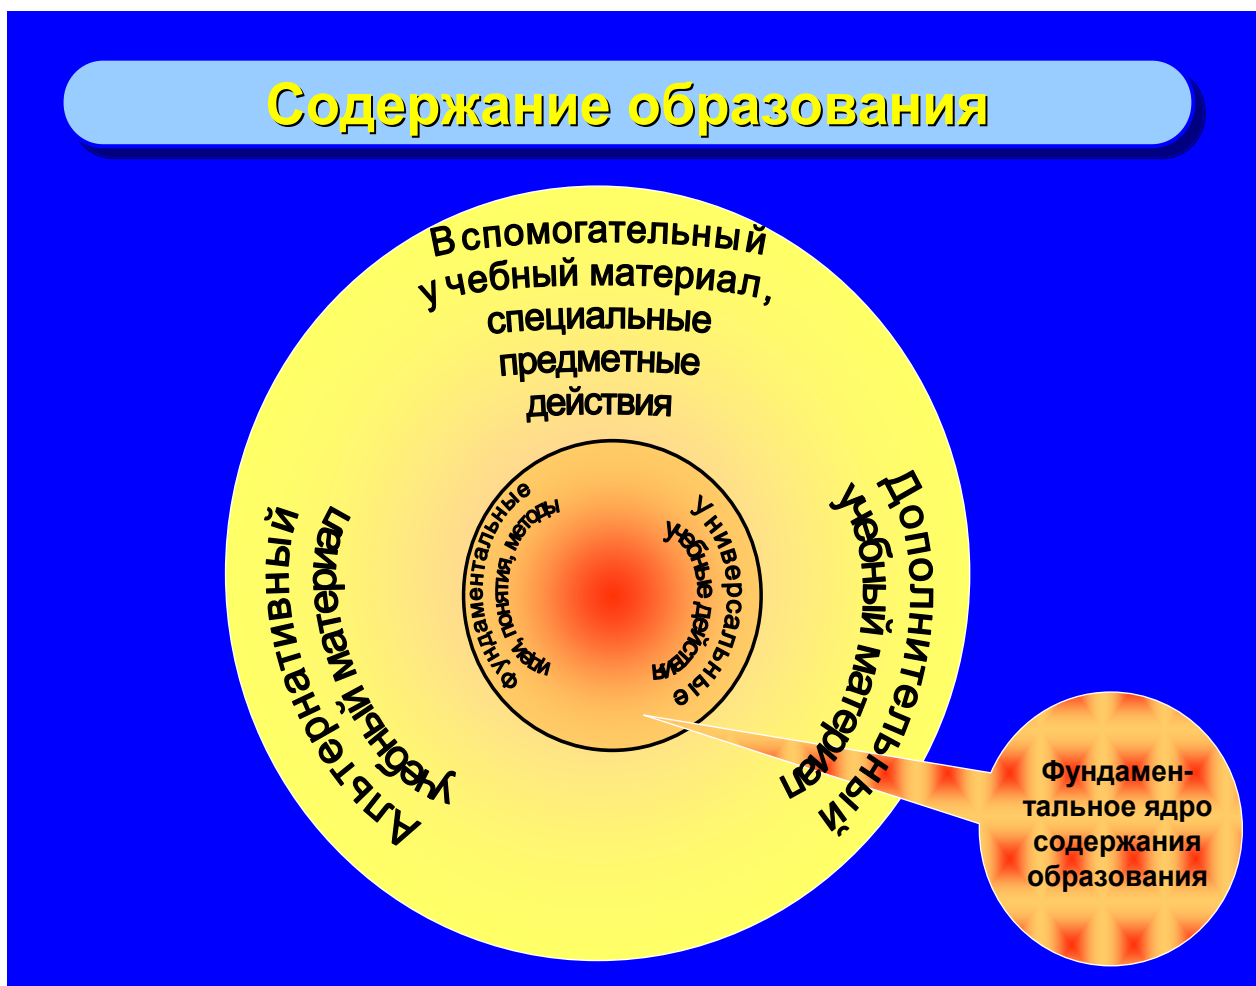 Содержание образования
Вспомогательный
учебный материал,
специальные
предметные
действия
Альтернативный
учебный материал
Фундаментальные
идеи, понятия, методы
Универсальные
учебные действия
Дополнительный
учебный материал
Фундамен-
тальное ядро
содержания
образования